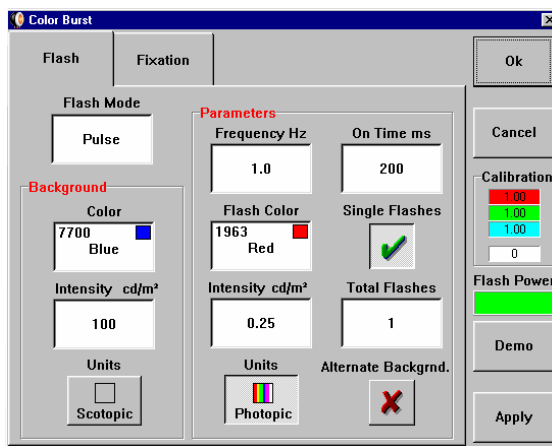 Color Burst
Flash
Fixation
Ok
Flash Mode
Pulse
Parameters
Frequency Hz
On Time ms
1.0
200
Cancel
Background
Color
7700
Blue
Flash Color
1963
Red
Single Flashes
Calibration
1.00
1.00
1.00
0
Intensity cd/m²
100
Intensity cd/m²
0.25
Total Flashes
1
Flash Power
Demo
Units
Scotopic
Units
Photopic
Alternate Backgrnd.
Apply